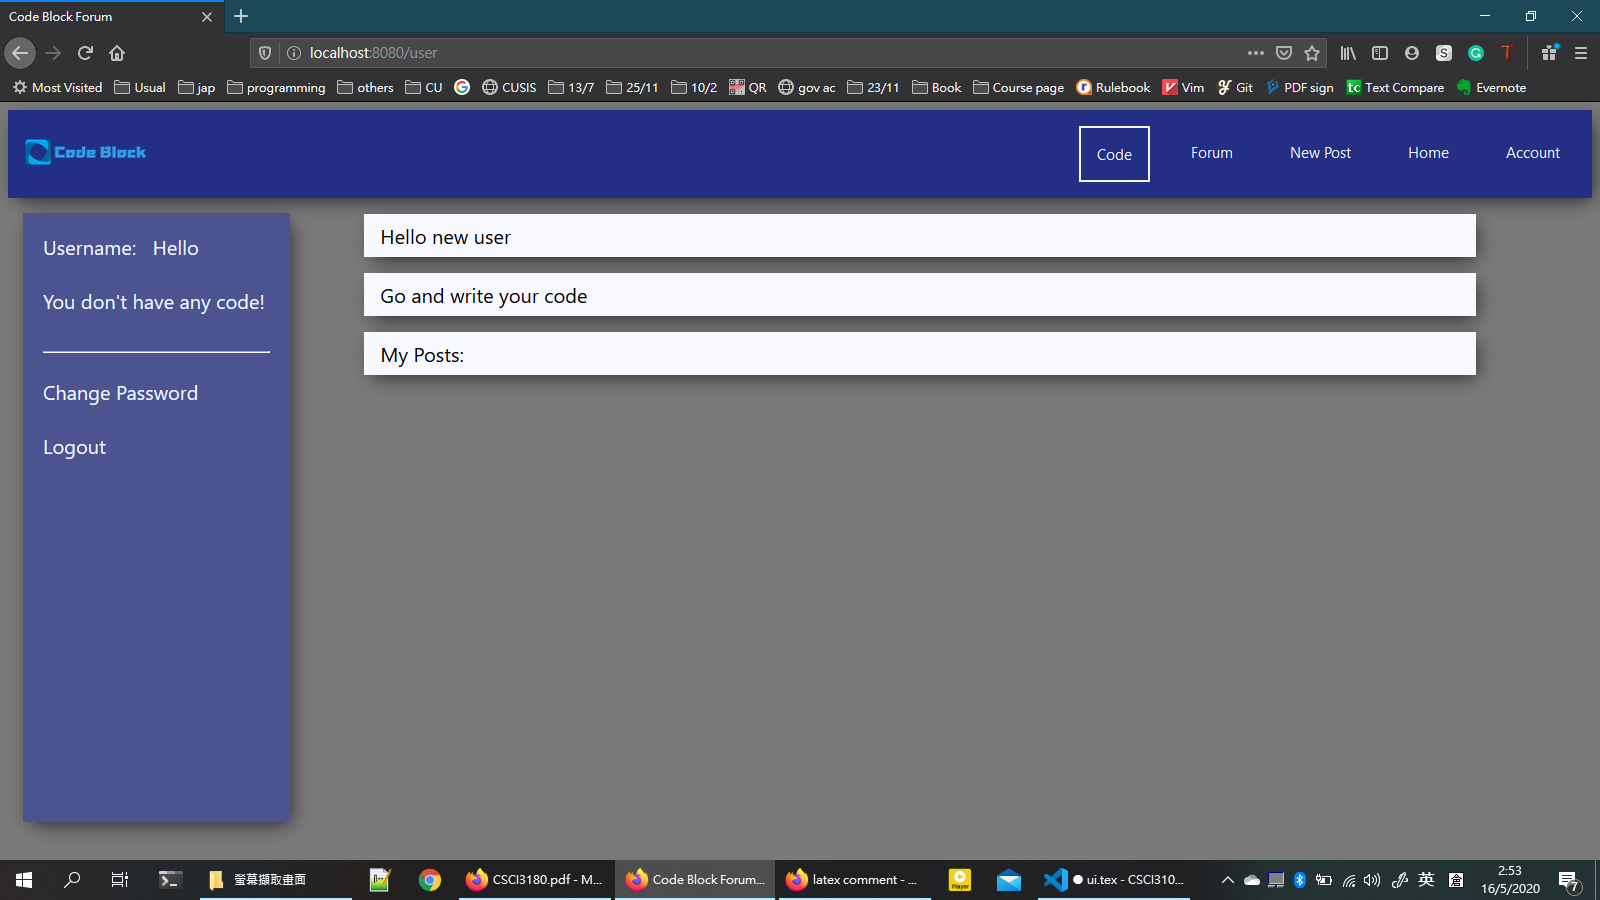 Code Block Forum
localhost:8080/user
Most Visited Usual jap programming others CU CUSIS 13/7 25/11 10/2 QR gov ac 23/11 Book Course page Rulebook Vim Git PDF sign Text Compare Evernote
Code Block
Code Forum New Post Home Account
Username: Hello
You don't have any code!
Change Password
Logout
Hello new user
Go and write your code
My Posts:
螢幕擷取畫面 CSCI3180.pdf - M... Code Block Forum... latex comment - ... Player ui.tex - CSCI310... 英 倉 2:53
16/5/2020 7